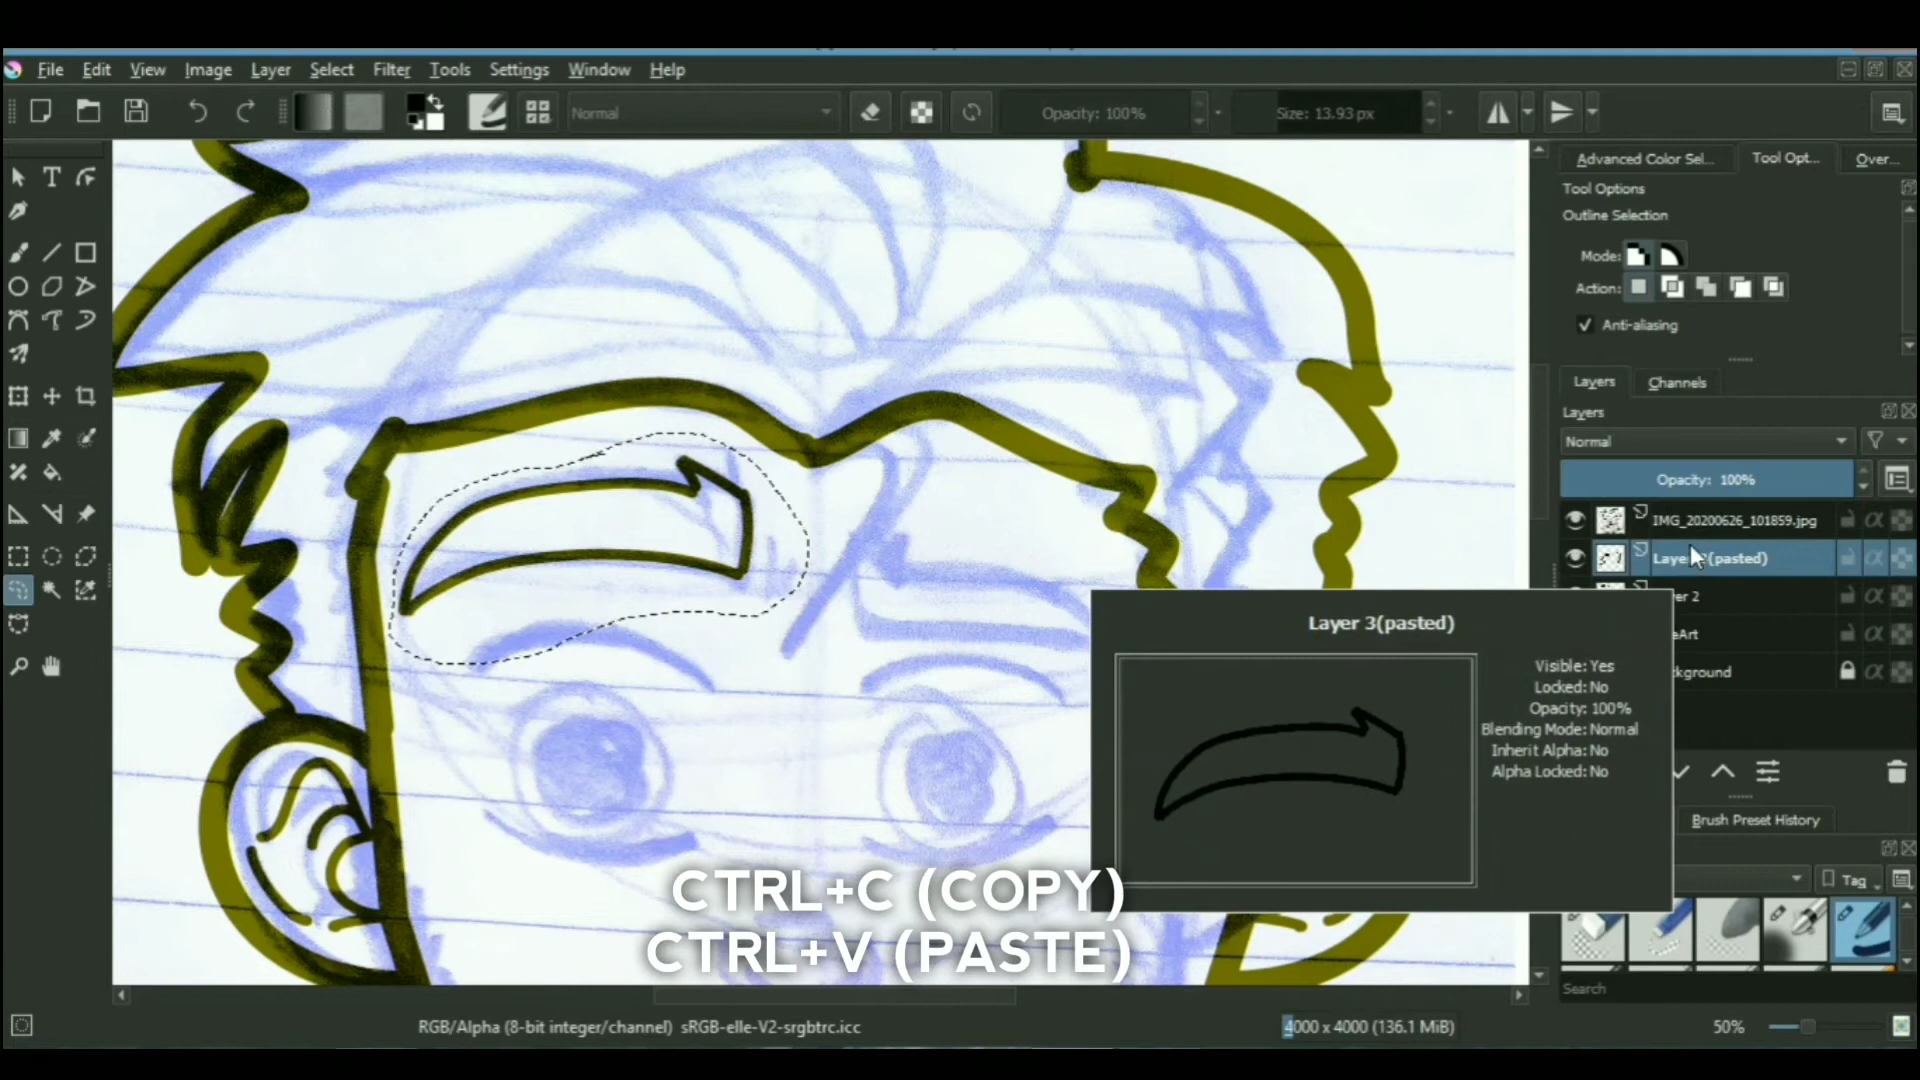 File Edit View Image Layer Select Filter Tools Settings Window Help
Normal
Opacity: 100%
Size: 13.93 px
Advanced Color Sel...
Tool Opt...
Over...
Tool Options
Outline Selection
Mode:
Action:
Anti-aliasing
Layers
Channels
Layers
Normal
Opacity: 100%
IMG_20200626_101859.jpg
(pasted)
2
Layer 3(pasted)
Visible: Yes
Locked: No
Opacity: 100%
Blending Mode: Normal
Inherit Alpha: No
Alpha Locked: No
Brush Preset History
Tag
CTRL+C (COPY)
CTRL+V (PASTE)
Search
RGB/Alpha (8-bit integer/channel) sRGB-elle-V2-srgbtrc.icc
4000 x 4000 (136.1 MiB)
50%